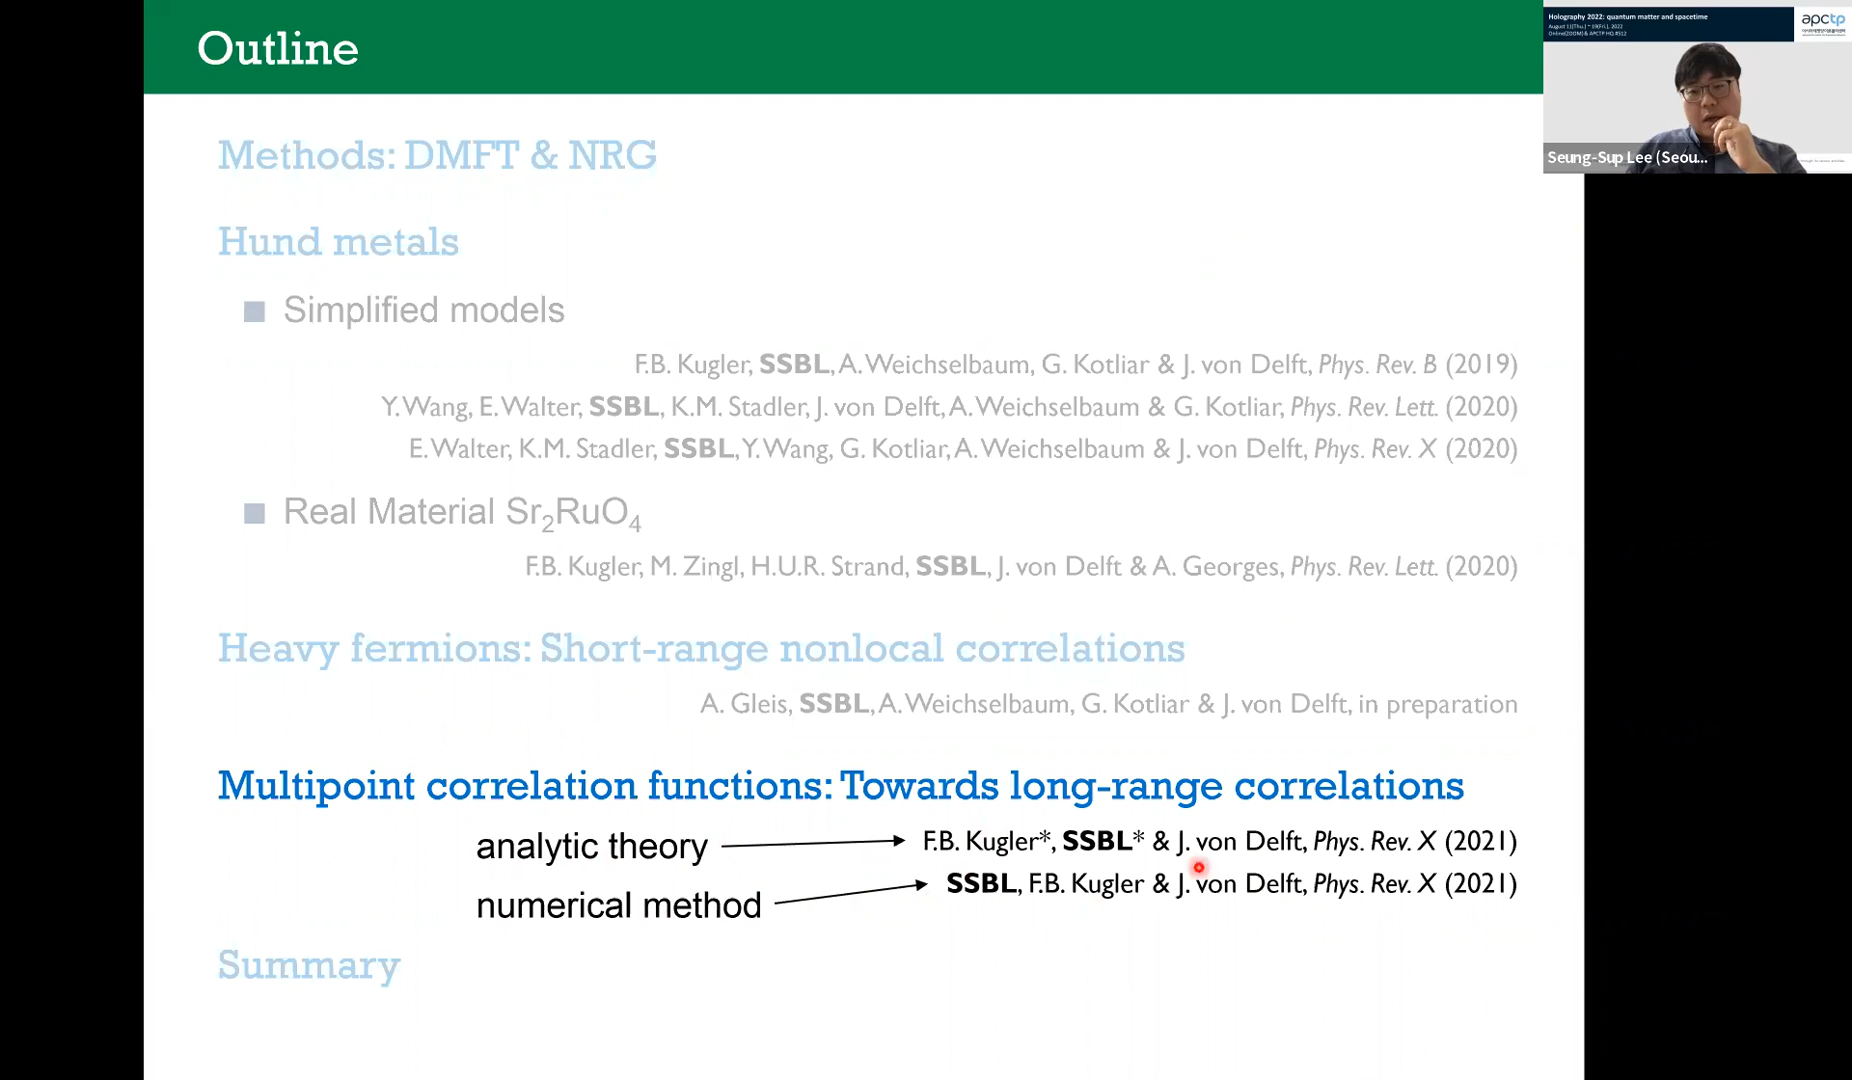 Outline
Methods: DMFT & NRG
Hund metals
Simplified models
F.B. Kugler, SSBL, A. Weichselbaum, G. Kotliar & J. von Delft, Phys. Rev. B (2019)
Y. Wang, E. Walter, SSBL, K.M. Stadler, J. von Delft, A. Weichselbaum & G. Kotliar, Phys. Rev. Lett. (2020)
E. Walter, K.M. Stadler, SSBL, Y. Wang, G. Kotliar, A. Weichselbaum & J. von Delft, Phys. Rev. X (2020)
Real Material Sr₂RuO₄
F.B. Kugler, M. Zingl, H.U.R. Strand, SSBL, J. von Delft & A. Georges, Phys. Rev. Lett. (2020)
Heavy fermions: Short-range nonlocal correlations
A. Gleis, SSBL, A. Weichselbaum, G. Kotliar & J. von Delft, in preparation
Multipoint correlation functions: Towards long-range correlations
analytic theory F.B. Kugler*, SSBL* & J. von Delft, Phys. Rev. X (2021)
numerical method SSBL, F.B. Kugler & J. von Delft, Phys. Rev. X (2021)
Summary
Holography 2022: quantum matter and spacetime
Online(ZOOM) & APCTP HQ #512
apctp
Seung-Sup Lee (Seou...